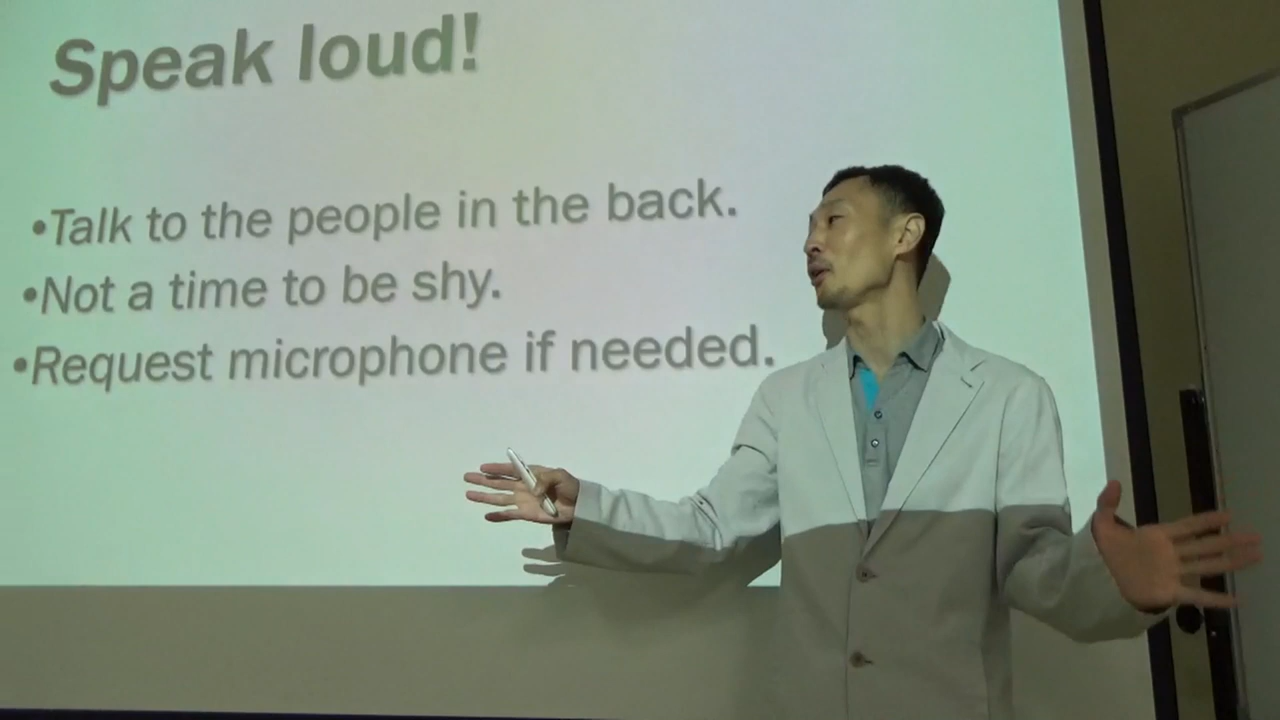 Speak loud!
•Talk to the people in the back.
•Not a time to be shy.
•Request microphone if needed.